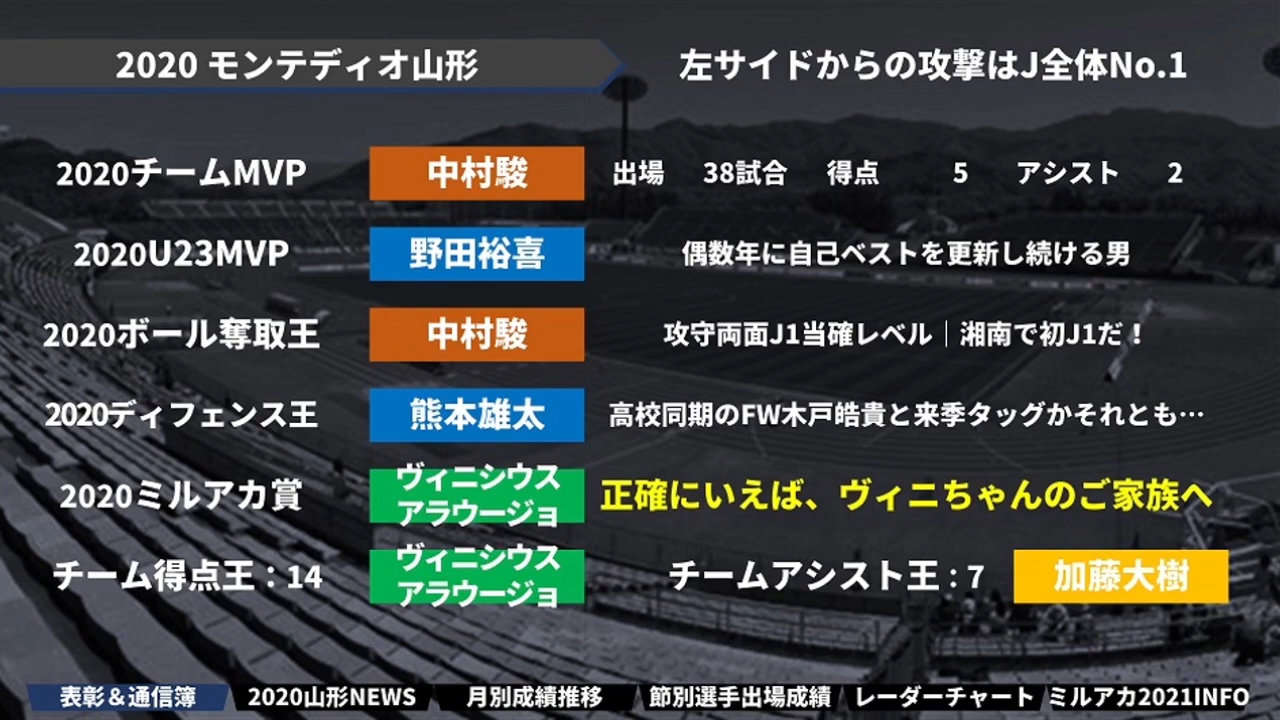 2020 モンテディオ山形
左サイドからの攻撃はJ全体No.1
2020チームMVP 中村駿 出場 38試合 得点 5 アシスト 2
2020U23MVP 野田裕喜 偶数年に自己ベストを更新し続ける男
2020ボール奪取王 中村駿 攻守両面J1当確レベル｜湘南で初J1だ！
2020ディフェンス王 熊本雄太 高校同期のFW木戸皓貴と来季タッグかそれとも…
2020ミルアカ賞 ヴィニシウス
アラウージョ 正確にいえば、ヴィニちゃんのご家族へ
チーム得点王：14 ヴィニシウス
アラウージョ チームアシスト王：7 加藤大樹
表彰＆通信簿 2020山形NEWS 月別成績推移 節別選手出場成績 レーダーチャート ミルアカ2021INFO